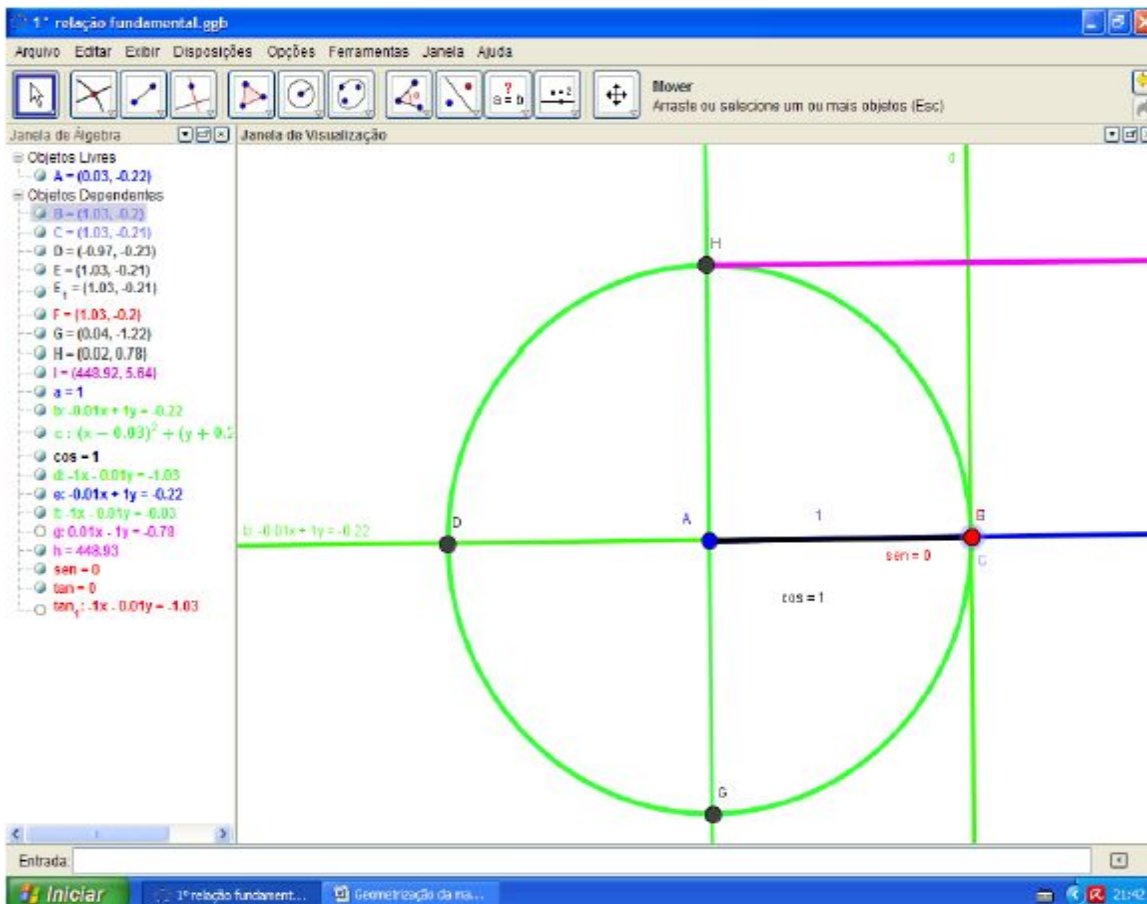 1.ª relação fundamental.ggb
Arquivo Editar Exibir Disposições Opções Ferramentas Janela Ajuda
? a = b
a=2
Mover
Arraste ou selecione um ou mais objetos (Esc)
Janela de Álgebra
Janela de Visualização
Objetos Livres
A = (0.03, -0.22)
Objetos Dependentes
B = (1.03, -0.2)
C = (1.03, -0.21)
D = (-0.97, -0.23)
E = (1.03, -0.21)
E₁ = (1.03, -0.21)
F = (1.03, -0.2)
G = (0.04, -1.22)
H = (0.02, 0.78)
I = (448.92, 5.64)
a = 1
b: -0.01x + 1y = -0.22
c : (x − 0.03)² + (y + 0.2
cos = 1
d: -1x - 0.01y = -1.03
e: -0.01x + 1y = -0.22
f: -1x - 0.01y = -0.03
g: 0.01x - 1y = -0.78
h = 448.93
sen = 0
tan = 0
tan₁: -1x - 0.01y = -1.03
d
H
D
b: -0.01x + 1y = -0.22
A
1
sen = 0
C
cos = 1
G
Entrada:
Iniciar
1ª relação fundament...
Geometrização da ma...
21:42